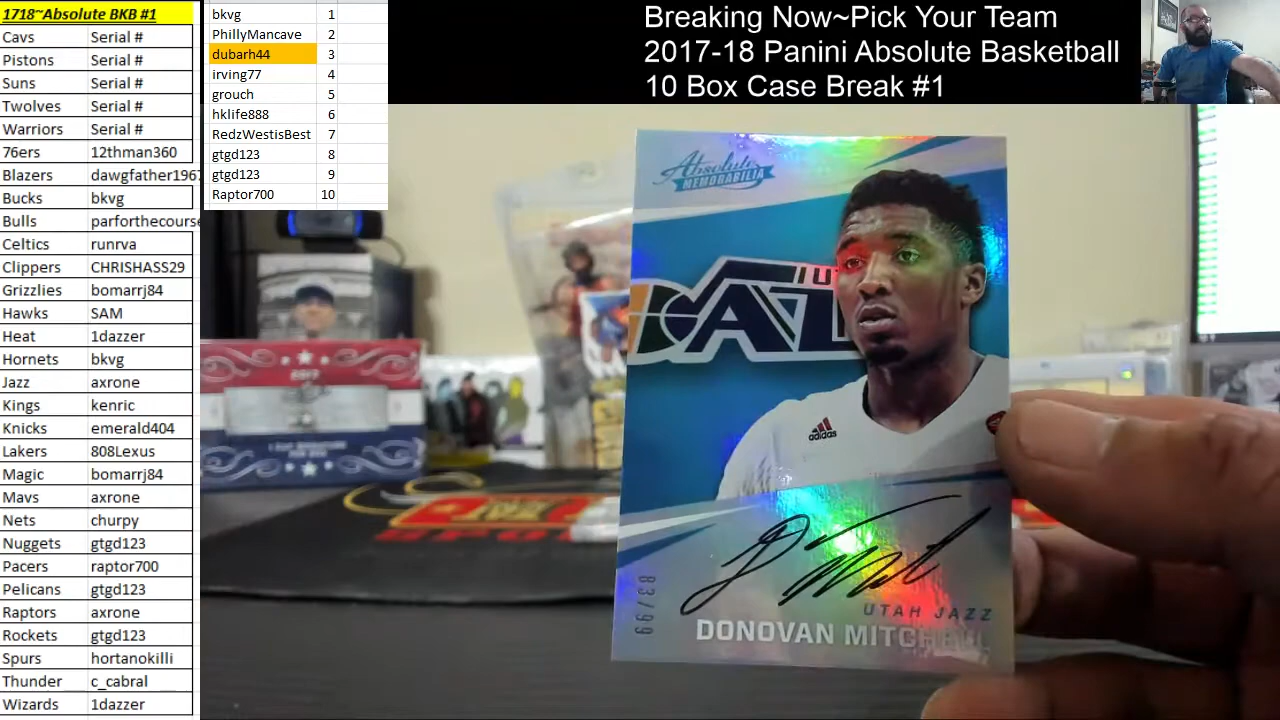 1718~Absolute BKB #1
Cavs Serial #
Pistons Serial #
Suns Serial #
Twolves Serial #
Warriors Serial #
76ers 12thman360
Blazers dawgfather196
Bucks bkvg
Bulls parforthecourse
Celtics runrva
Clippers CHRISHASS29
Grizzlies bomarrj84
Hawks SAM
Heat 1dazzer
Hornets bkvg
Jazz axrone
Kings kenric
Knicks emerald404
Lakers 808Lexus
Magic bomarrj84
Mavs axrone
Nets churpy
Nuggets gtgd123
Pacers raptor700
Pelicans gtgd123
Raptors axrone
Rockets gtgd123
Spurs hortanokilli
Thunder c_cabral
Wizards 1dazzer
bkvg 1
PhillyMancave 2
dubarh44 3
irving77 4
grouch 5
hklife888 6
RedzWestisBest 7
gtgd123 8
gtgd123 9
Raptor700 10
Breaking Now~Pick Your Team
2017-18 Panini Absolute Basketball
10 Box Case Break #1
Absolute
MEMORABILIA
adidas
83/99
UTAH JAZZ
DONOVAN MITCHELL
2017